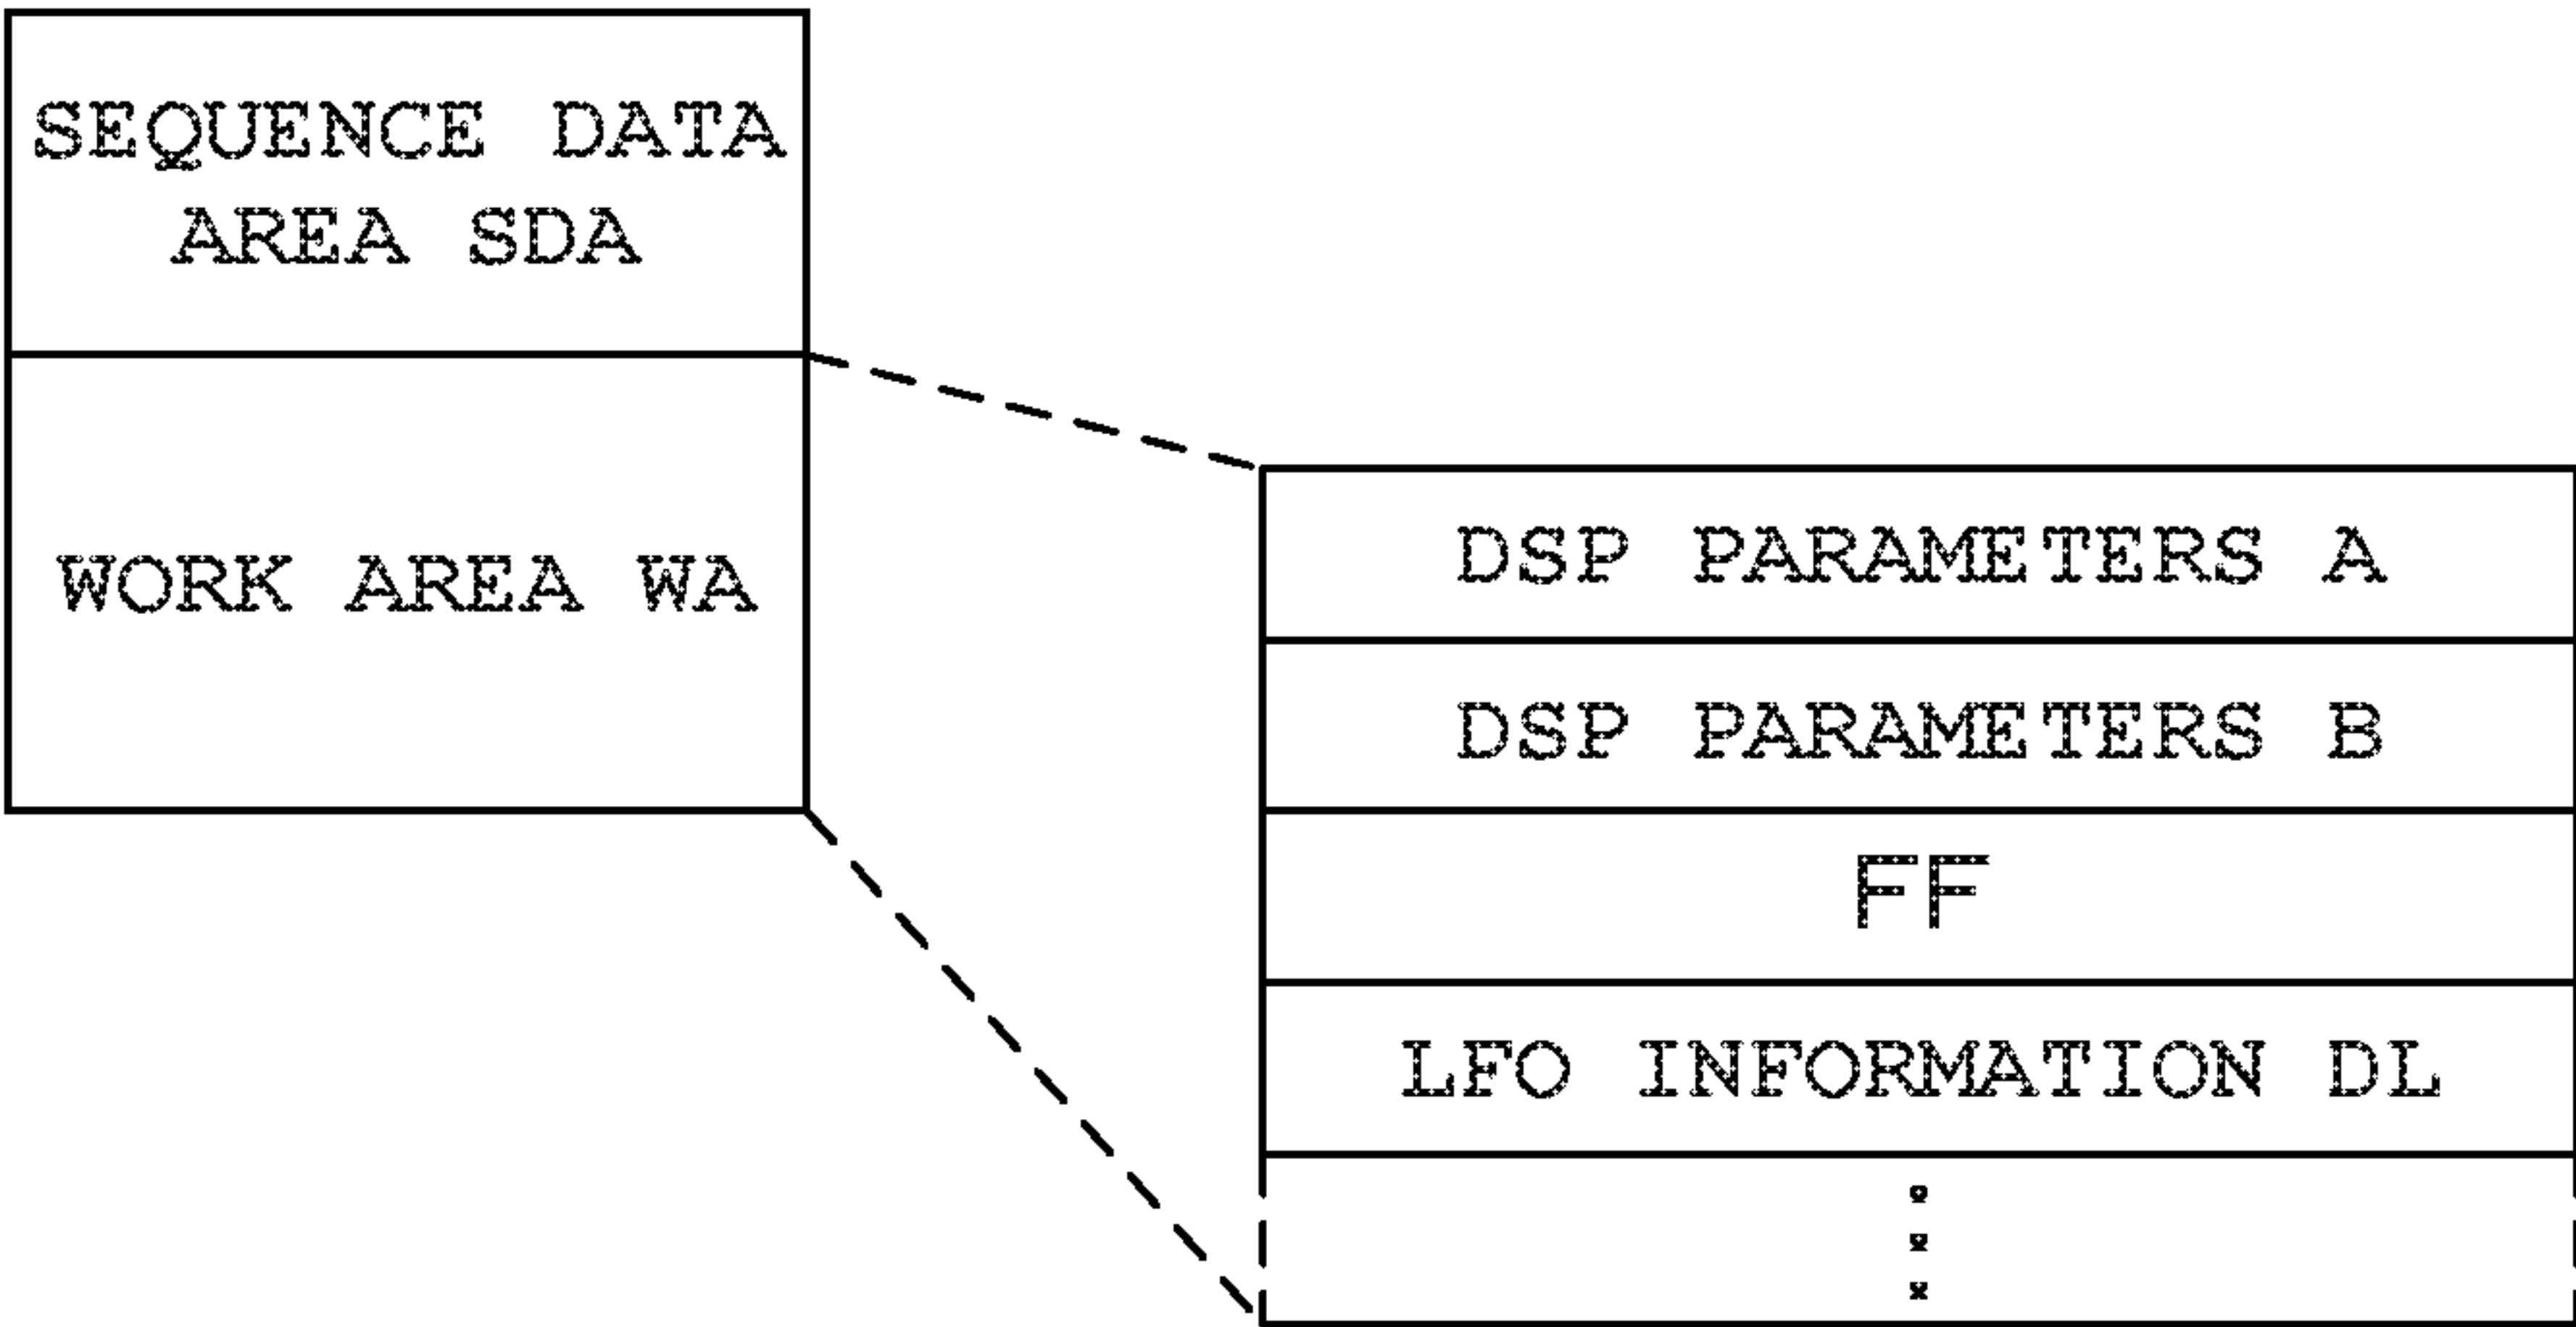 SEQUENCE DATA
AREA SDA
WORK AREA WA
DSP PARAMETERS A
DSP PARAMETERS B
FF
LFO INFORMATION DL